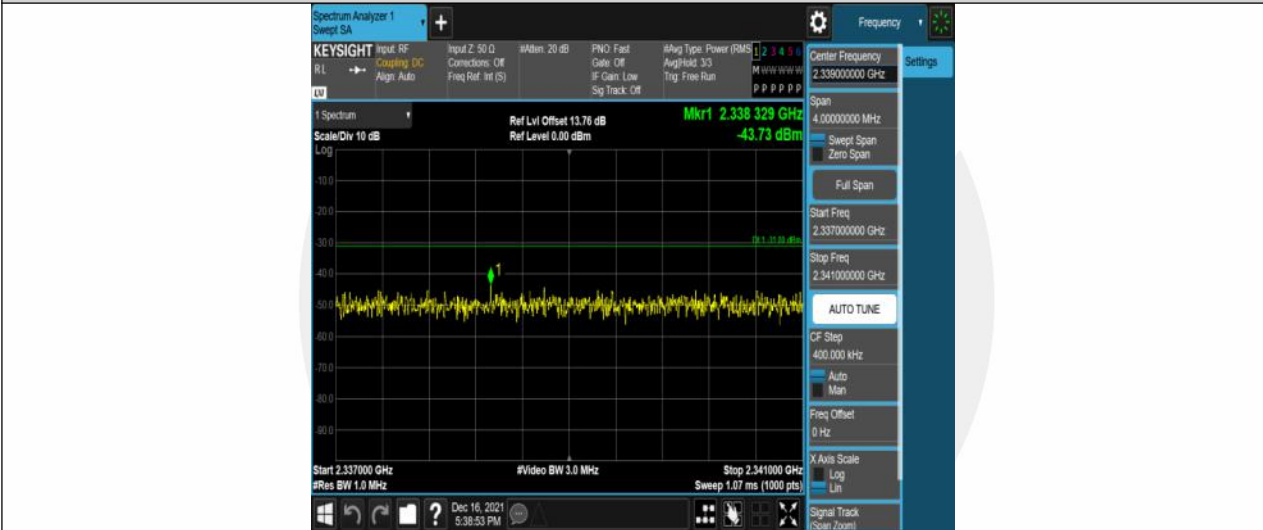 Spectrum Analyzer 1
Swept SA
+
Frequency
KEYSIGHT
Input: RF
Coupling: DC
Align: Auto
Input Z: 50 Ω
Corrections: Off
Freq Ref: Int (S)
#Atten: 20 dB
PNO: Fast
Gate: Off
IF Gain: Low
Sig Track: Off
#Avg Type: Power (RMS
Avg|Hold: 3/3
Trig: Free Run
1 2 3 4 5 6
M W W W W W
P P P P P P
RL
LV
Center Frequency
2.339000000 GHz
Settings
1 Spectrum
Scale/Div 10 dB
Log
Ref Lvl Offset 13.76 dB
Ref Level 0.00 dBm
Mkr1 2.338 329 GHz
-43.73 dBm
Span
4.00000000 MHz
Swept Span
Zero Span
Full Span
Start Freq
2.337000000 GHz
Stop Freq
2.341000000 GHz
AUTO TUNE
CF Step
400.000 kHz
Auto
Man
Freq Offset
0 Hz
X Axis Scale
Log
Lin
Signal Track
(Span Zoom)
-10.0
-20.0
-30.0
-40.0
-50.0
-60.0
-70.0
-80.0
-90.0
1
Start 2.337000 GHz
#Res BW 1.0 MHz
#Video BW 3.0 MHz
Stop 2.341000 GHz
Sweep 1.07 ms (1000 pts)
?
Dec 16, 2021
5:38:53 PM